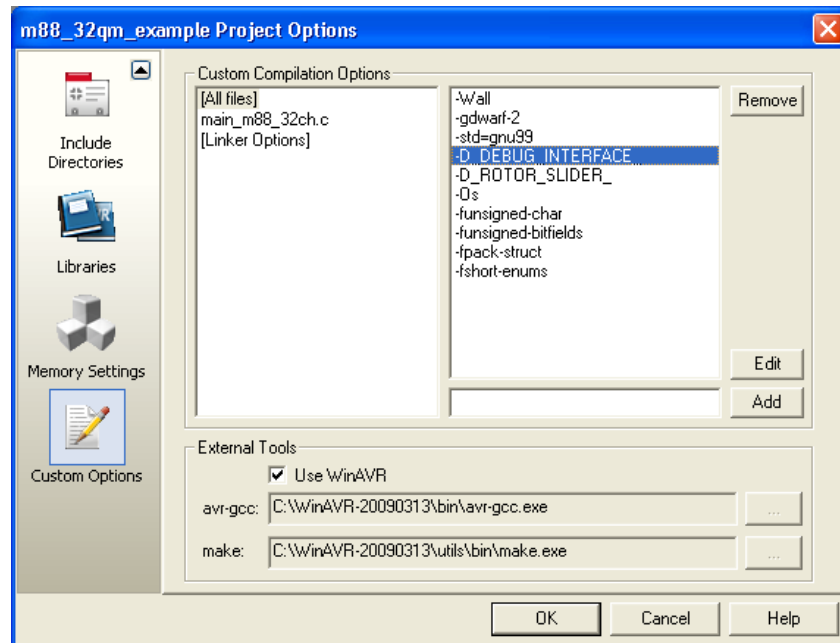 m88_32qm_example Project Options
Include
Directories
Libraries
Memory Settings
Custom Options
Custom Compilation Options
[All files]
main_m88_32ch.c
[Linker Options]
-Wall
-gdwarf-2
-std=gnu99
-D_DEBUG_INTERFACE_
-D_ROTOR_SLIDER_
-Os
-funsigned-char
-funsigned-bitfields
-fpack-struct
-fshort-enums
Remove
Edit
Add
External Tools
Use WinAVR
avr-gcc: C:\WinAVR-20090313\bin\avr-gcc.exe
...
make: C:\WinAVR-20090313\utils\bin\make.exe
...
OK Cancel Help